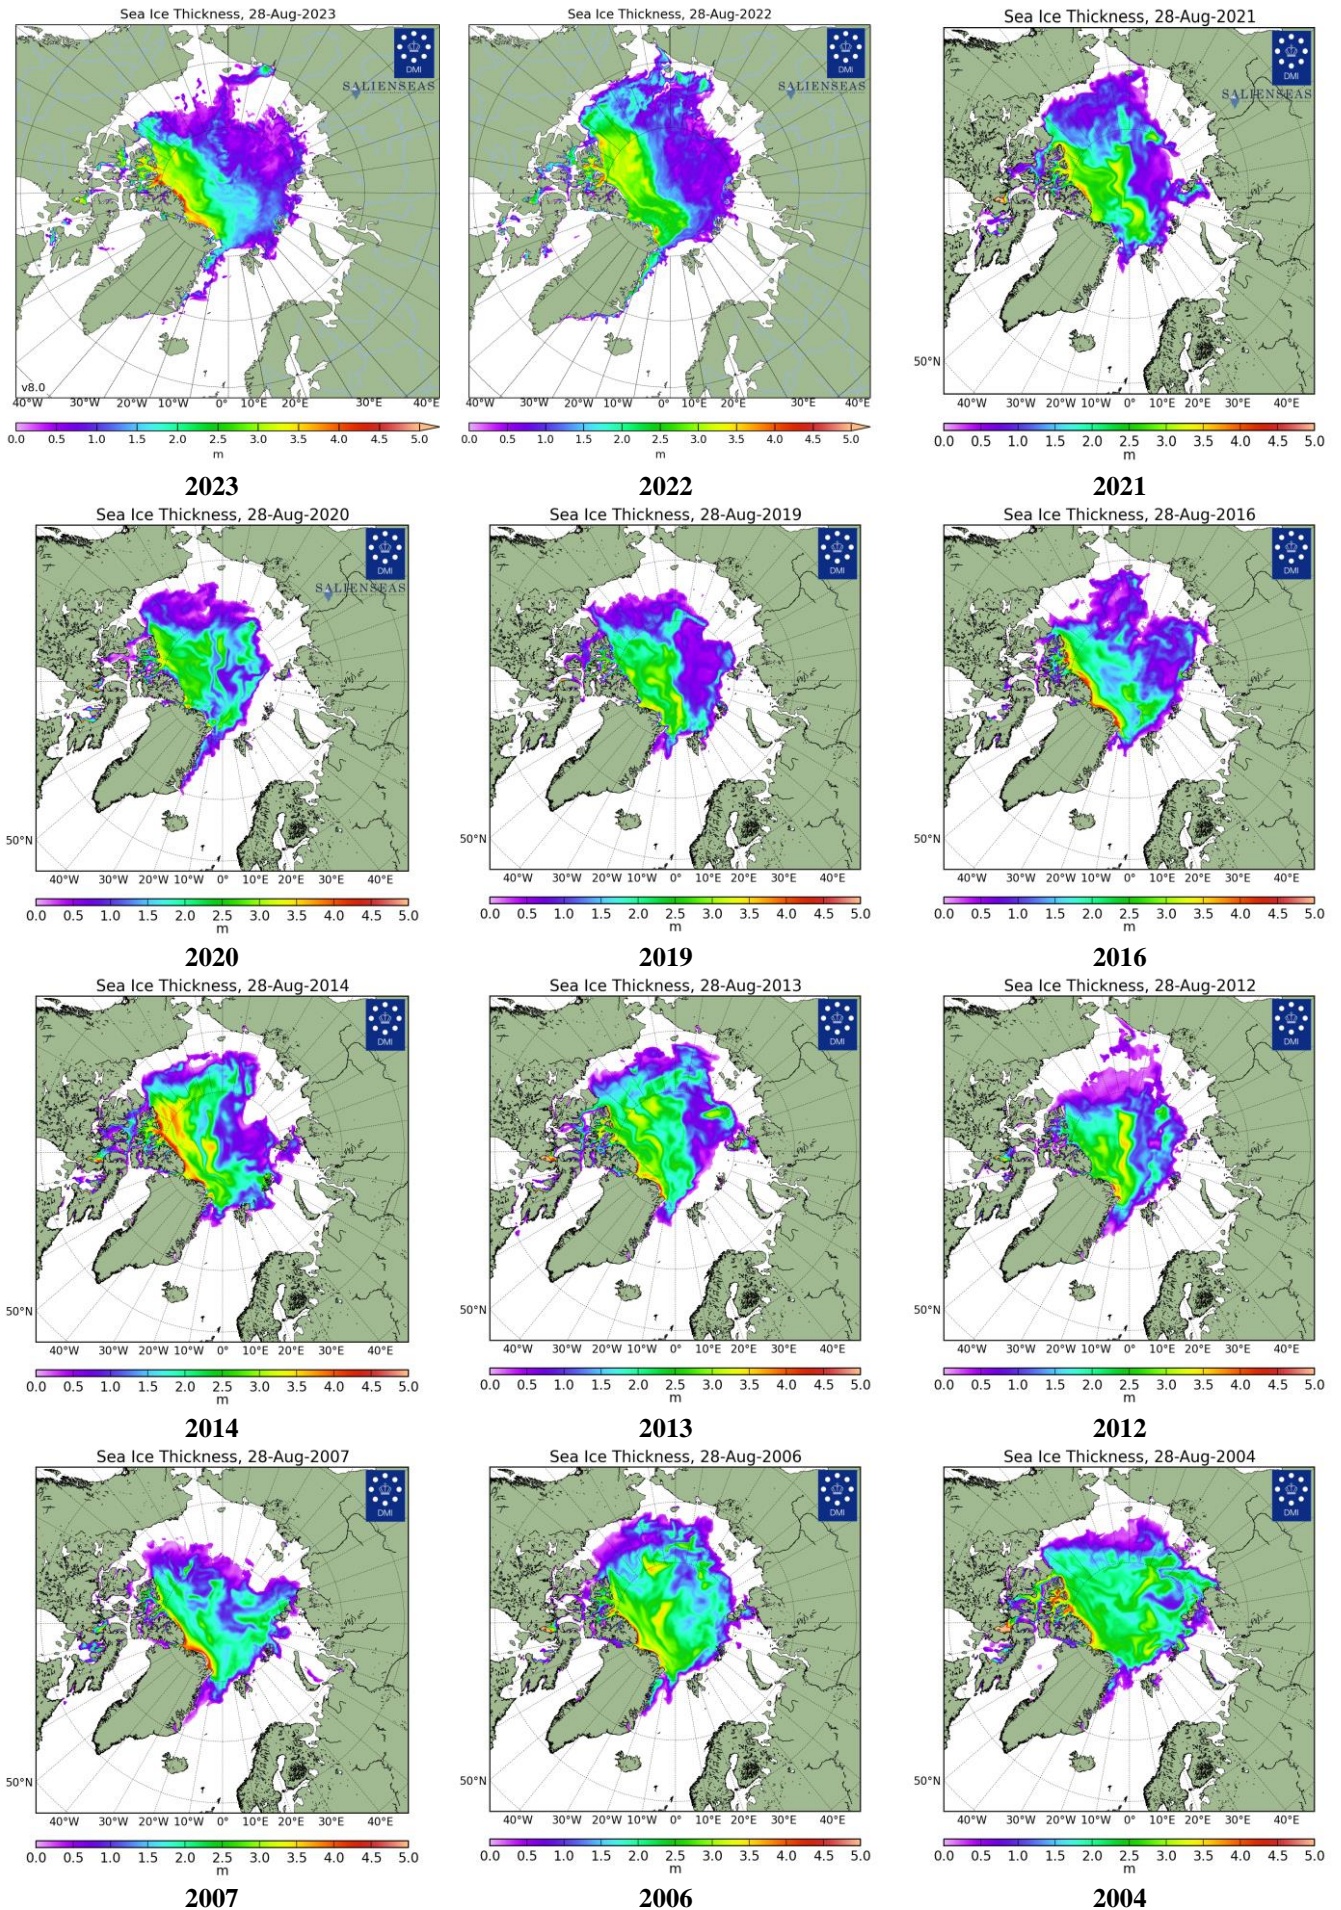 Sea Ice Thickness, 28-Aug-2023
DMI
SALIENSEAS
v8.0
40°W 30°W 20°W 10°W 0° 10°E 20°E 30°E 40°E
0.0 0.5 1.0 1.5 2.0 2.5 3.0 3.5 4.0 4.5 5.0
m
2023
Sea Ice Thickness, 28-Aug-2022
DMI
SALIENSEAS
40°W 30°W 20°W 10°W 0° 10°E 20°E 30°E 40°E
0.0 0.5 1.0 1.5 2.0 2.5 3.0 3.5 4.0 4.5 5.0
m
2022
Sea Ice Thickness, 28-Aug-2021
DMI
SALIENSEAS
50°N
40°W 30°W 20°W 10°W 0° 10°E 20°E 30°E 40°E
0.0 0.5 1.0 1.5 2.0 2.5 3.0 3.5 4.0 4.5 5.0
m
2021
Sea Ice Thickness, 28-Aug-2020
DMI
SALIENSEAS
50°N
40°W 30°W 20°W 10°W 0° 10°E 20°E 30°E 40°E
0.0 0.5 1.0 1.5 2.0 2.5 3.0 3.5 4.0 4.5 5.0
m
2020
Sea Ice Thickness, 28-Aug-2019
DMI
50°N
40°W 30°W 20°W 10°W 0° 10°E 20°E 30°E 40°E
0.0 0.5 1.0 1.5 2.0 2.5 3.0 3.5 4.0 4.5 5.0
m
2019
Sea Ice Thickness, 28-Aug-2016
DMI
50°N
40°W 30°W 20°W 10°W 0° 10°E 20°E 30°E 40°E
0.0 0.5 1.0 1.5 2.0 2.5 3.0 3.5 4.0 4.5 5.0
m
2016
Sea Ice Thickness, 28-Aug-2014
DMI
50°N
40°W 30°W 20°W 10°W 0° 10°E 20°E 30°E 40°E
0.0 0.5 1.0 1.5 2.0 2.5 3.0 3.5 4.0 4.5 5.0
m
2014
Sea Ice Thickness, 28-Aug-2013
DMI
50°N
40°W 30°W 20°W 10°W 0° 10°E 20°E 30°E 40°E
0.0 0.5 1.0 1.5 2.0 2.5 3.0 3.5 4.0 4.5 5.0
m
2013
Sea Ice Thickness, 28-Aug-2012
DMI
50°N
40°W 30°W 20°W 10°W 0° 10°E 20°E 30°E 40°E
0.0 0.5 1.0 1.5 2.0 2.5 3.0 3.5 4.0 4.5 5.0
m
2012
Sea Ice Thickness, 28-Aug-2007
DMI
50°N
40°W 30°W 20°W 10°W 0° 10°E 20°E 30°E 40°E
0.0 0.5 1.0 1.5 2.0 2.5 3.0 3.5 4.0 4.5 5.0
m
2007
Sea Ice Thickness, 28-Aug-2006
DMI
50°N
40°W 30°W 20°W 10°W 0° 10°E 20°E 30°E 40°E
0.0 0.5 1.0 1.5 2.0 2.5 3.0 3.5 4.0 4.5 5.0
m
2006
Sea Ice Thickness, 28-Aug-2004
DMI
50°N
40°W 30°W 20°W 10°W 0° 10°E 20°E 30°E 40°E
0.0 0.5 1.0 1.5 2.0 2.5 3.0 3.5 4.0 4.5 5.0
m
2004